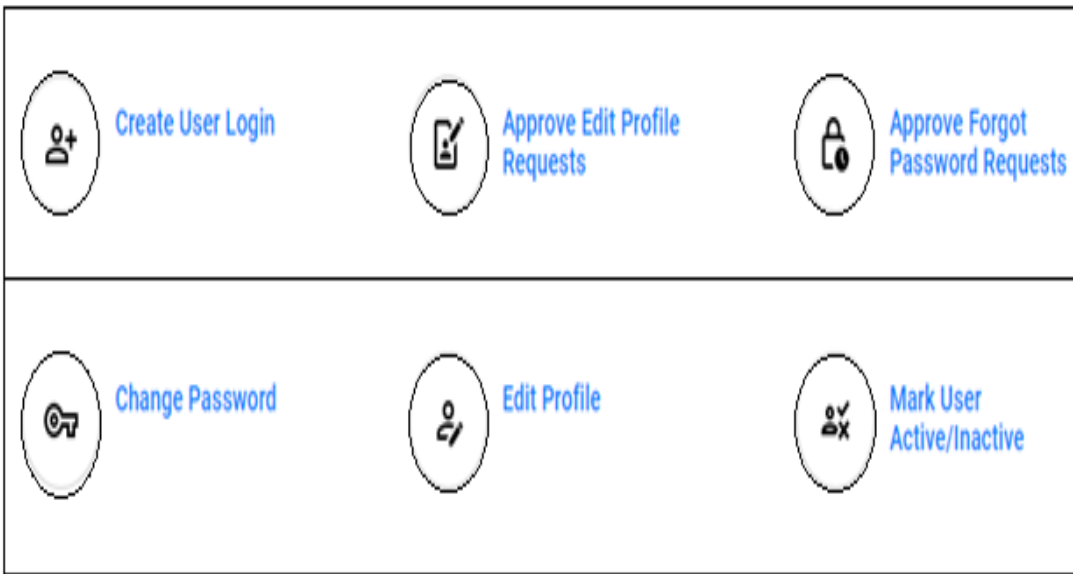 Create User Login
Approve Edit Profile
Requests
Approve Forgot
Password Requests
Change Password
Edit Profile
Mark User
Active/Inactive